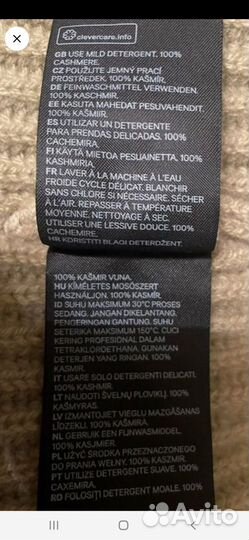 clevercare.info
GB USE MILD DETERGENT. 100%
CASHMERE.
CZ POUŽIJTE JEMNÝ PRACÍ
PROSTŘEDEK. 100% KAŠMÍR.
DE FEINWASCHMITTEL VERWENDEN.
100% KASCHMIR.
EE KASUTA MAHEDAT PESUVAHENDIT.
100% KAŠMIIR.
ES UTILIZAR UN DETERGENTE
PARA PRENDAS DELICADAS. 100%
CACHEMIRA.
FI KÄYTÄ MIETOA PESUAINETTA. 100%
KASHMIRIA.
FR LAVER À LA MACHINE À L'EAU
FROIDE CYCLE DÉLICAT. BLANCHIR
SANS CHLORE SI NÉCESSAIRE. SÉCHER
À L'AIR. REPASSER À TEMPÉRATURE
MOYENNE. NETTOYAGE À SEC.
UTILISER UNE LESSIVE DOUCE. 100%
CACHEMIRE.
HR KORISTITI BLAGI DETERDŽENT.
100% KAŠMIR VUNA.
HU KÍMÉLETES MOSÓSZERT
HASZNÁLJON. 100% KASMÍR.
ID SUHU MAKSIMUM 30°C PROSES
SEDANG. JANGAN DIKELANTANG.
PENGERINGAN GANTUNG. SUHU
SETERIKA MAKSIMUM 150°C. CUCI
KERING PROFESIONAL DALAM
TETRAKLOROETHANA. GUNAKAN
DETERJEN YANG RINGAN. 100%
KASMIR.
IT USARE SOLO DETERGENTI DELICATI.
100% KASHMIR.
LT NAUDOTI ŠVELNŲ PLOVIKLĮ. 100%
KAŠMYRAS.
LV IZMANTOJIET VIEGLU MAZGĀŠANAS
LĪDZEKLI. 100% KAŠMIRA.
NL GEBRUIK EEN FIJNWASMIDDEL.
100% KASJMIER.
PL UŻYĆ ŚRODKA PRZEZNACZONEGO
DO PRANIA WEŁNY. 100% KASZMIR.
PT UTILIZE DETERGENTE SUAVE. 100%
CAXEMIRA.
RO FOLOSIȚI DETERGENT MOALE. 100%
Avito